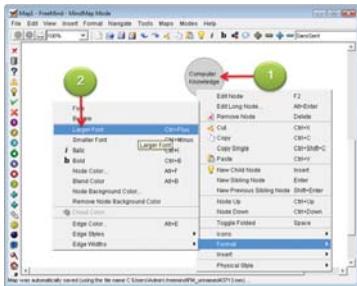 Map1 - FreeMind - MindMap Mode
File Edit View Insert Format Navigate Tools Maps Modes Help
100%
SansSerif
Computer
Knowledge
1
2
Edit Node F2
Edit Long Node... Alt+Enter
Remove Node Delete
Cut Ctrl+X
Copy Ctrl+C
Copy Single Ctrl+Shift+C
Paste Ctrl+V
New Child Node Insert
New Sibling Node Enter
New Previous Sibling Node Shift+Enter
Node Up Ctrl+Up
Node Down Ctrl+Down
Toggle Folded Space
Icons
Format
Insert
Physical Style
Larger Font Ctrl+Plus
Smaller Font Ctrl+Minus
Larger Font
Italic Ctrl+I
Bold Ctrl+B
Node Color... Alt+F
Blend Color Alt+B
Node Background Color...
Remove Node Background Color
Cloud Color
Edge Color... Alt+E
Edge Styles
Edge Widths